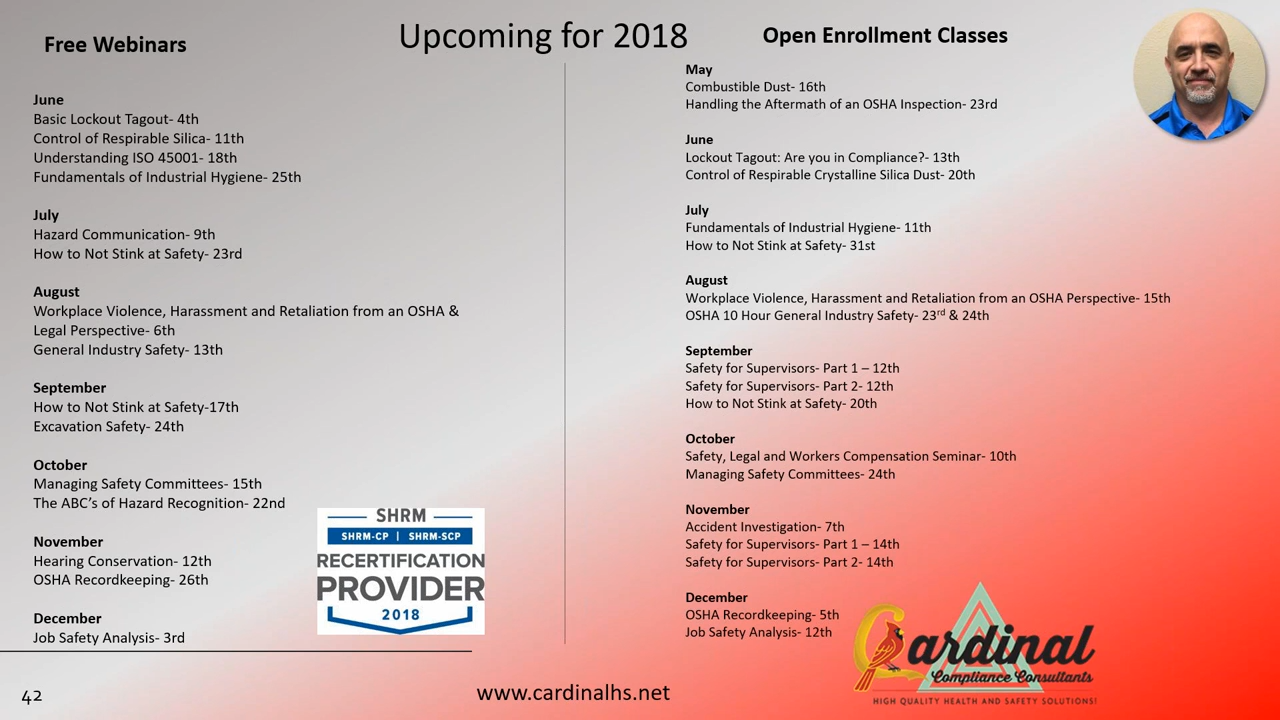 Upcoming for 2018
Free Webinars
June
Basic Lockout Tagout- 4th
Control of Respirable Silica- 11th
Understanding ISO 45001- 18th
Fundamentals of Industrial Hygiene- 25th
July
Hazard Communication- 9th
How to Not Stink at Safety- 23rd
August
Workplace Violence, Harassment and Retaliation from an OSHA &
Legal Perspective- 6th
General Industry Safety- 13th
September
How to Not Stink at Safety-17th
Excavation Safety- 24th
October
Managing Safety Committees- 15th
The ABC’s of Hazard Recognition- 22nd
November
Hearing Conservation- 12th
OSHA Recordkeeping- 26th
December
Job Safety Analysis- 3rd
SHRM
SHRM-CP | SHRM-SCP
RECERTIFICATION
PROVIDER
2018
Open Enrollment Classes
May
Combustible Dust- 16th
Handling the Aftermath of an OSHA Inspection- 23rd
June
Lockout Tagout: Are you in Compliance?- 13th
Control of Respirable Crystalline Silica Dust- 20th
July
Fundamentals of Industrial Hygiene- 11th
How to Not Stink at Safety- 31st
August
Workplace Violence, Harassment and Retaliation from an OSHA Perspective- 15th
OSHA 10 Hour General Industry Safety- 23rd & 24th
September
Safety for Supervisors- Part 1 – 12th
Safety for Supervisors- Part 2- 12th
How to Not Stink at Safety- 20th
October
Safety, Legal and Workers Compensation Seminar- 10th
Managing Safety Committees- 24th
November
Accident Investigation- 7th
Safety for Supervisors- Part 1 – 14th
Safety for Supervisors- Part 2- 14th
December
OSHA Recordkeeping- 5th
Job Safety Analysis- 12th
Cardinal
Compliance Consultants
HIGH QUALITY HEALTH AND SAFETY SOLUTIONS!
42
www.cardinalhs.net